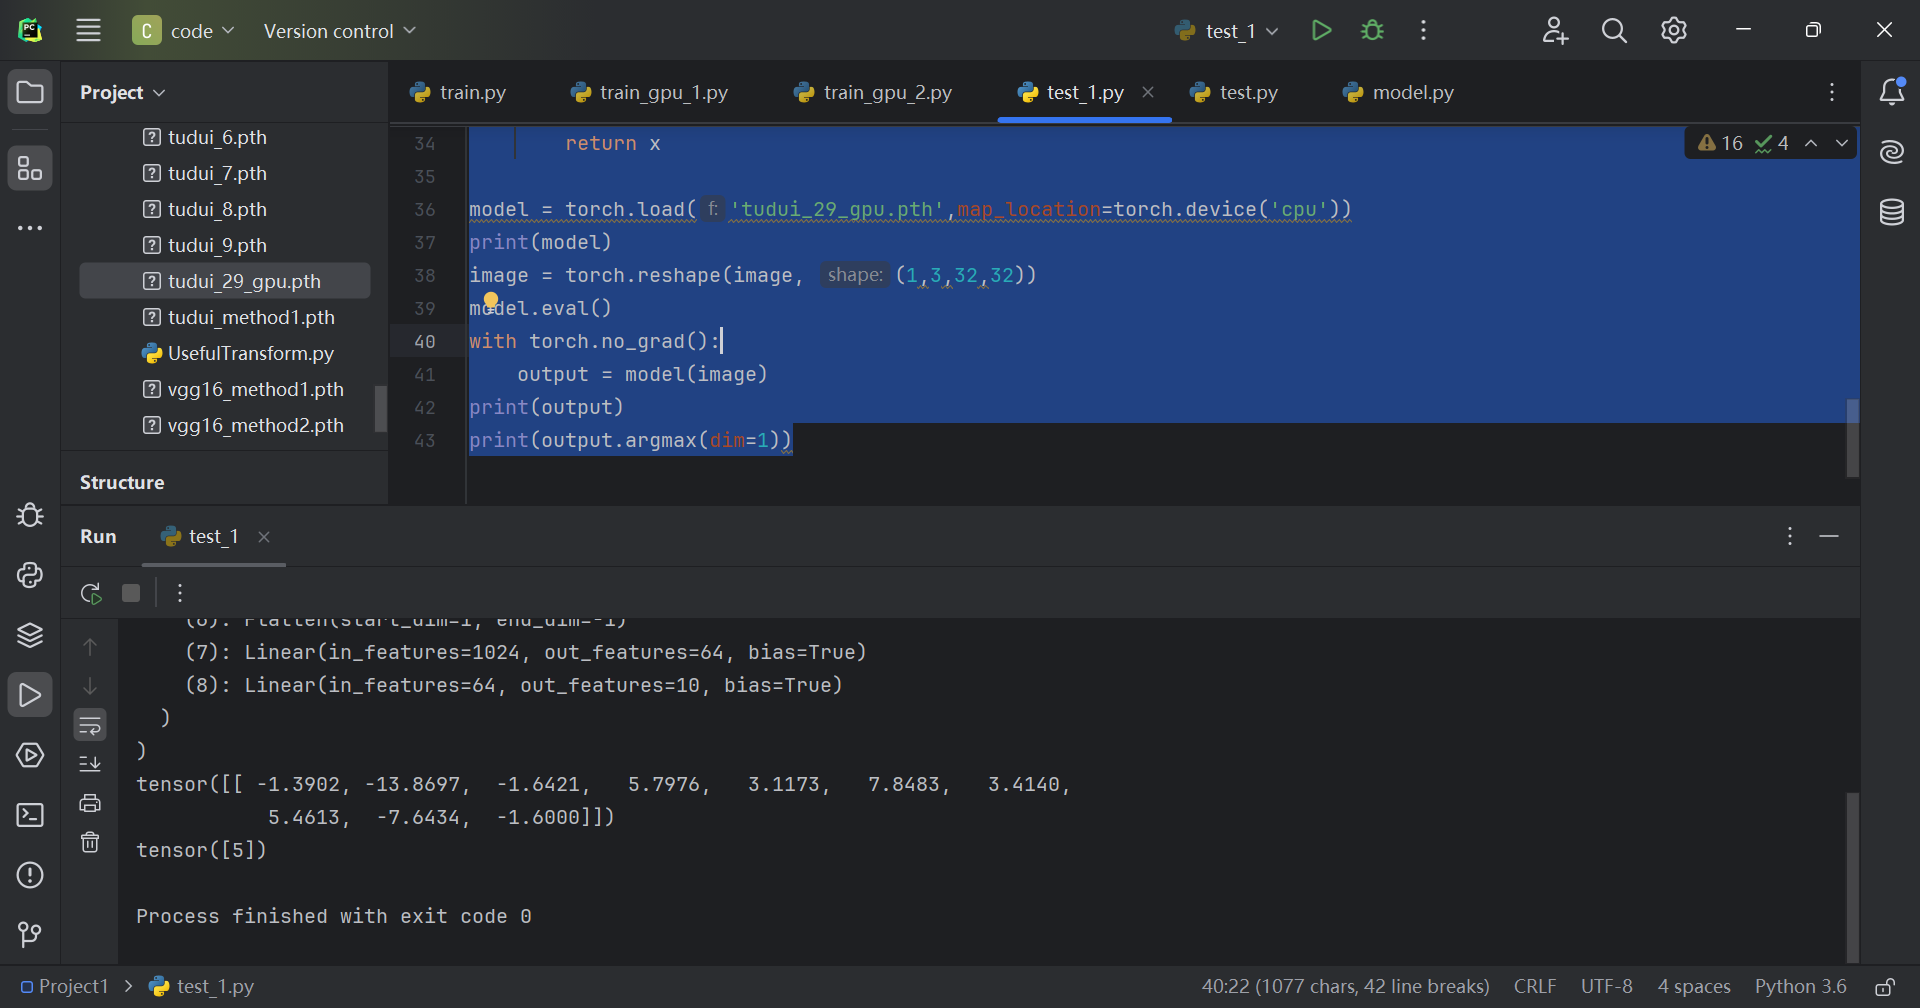 PC
C code Version control test_1
Project
train.py train_gpu_1.py train_gpu_2.py test_1.py test.py model.py
tudui_6.pth
tudui_7.pth
tudui_8.pth
tudui_9.pth
tudui_29_gpu.pth
tudui_method1.pth
UsefulTransform.py
vgg16_method1.pth
vgg16_method2.pth
Structure
16 4
34 return x
35
36 model = torch.load( f: 'tudui_29_gpu.pth',map_location=torch.device('cpu'))
37 print(model)
38 image = torch.reshape(image, shape: (1,3,32,32))
39 model.eval()
40 with torch.no_grad():
41 output = model(image)
42 print(output)
43 print(output.argmax(dim=1))
Run test_1
(6): Flatten(start_dim=1, end_dim=-1)
(7): Linear(in_features=1024, out_features=64, bias=True)
(8): Linear(in_features=64, out_features=10, bias=True)
)
)
tensor([[ -1.3902, -13.8697,  -1.6421,   5.7976,   3.1173,   7.8483,   3.4140,
5.4613,  -7.6434,  -1.6000]])
tensor([5])
Process finished with exit code 0
Project1 > test_1.py 40:22 (1077 chars, 42 line breaks) CRLF UTF-8 4 spaces Python 3.6